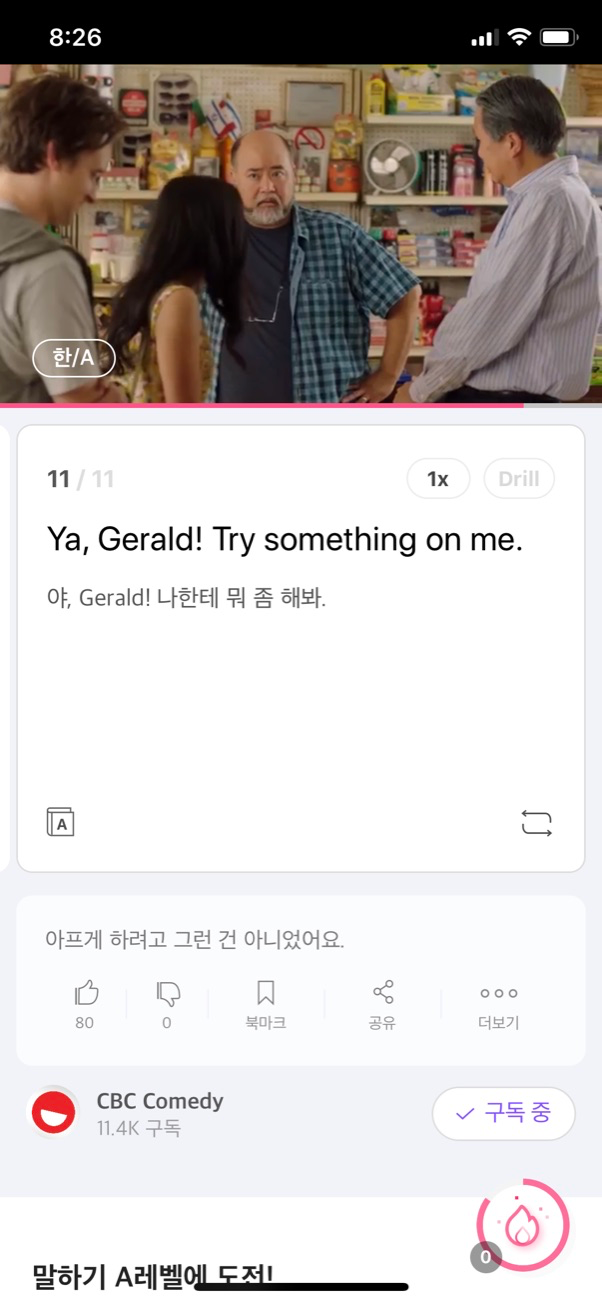 8:26
한/A
11 / 11
1x
Drill
Ya, Gerald! Try something on me.
야, Gerald! 나한테 뭐 좀 해봐.
A
아프게 하려고 그런 건 아니었어요.
80
0
북마크
공유
더보기
CBC Comedy
11.4K 구독
구독 중
0
말하기 A레벨에 도전!